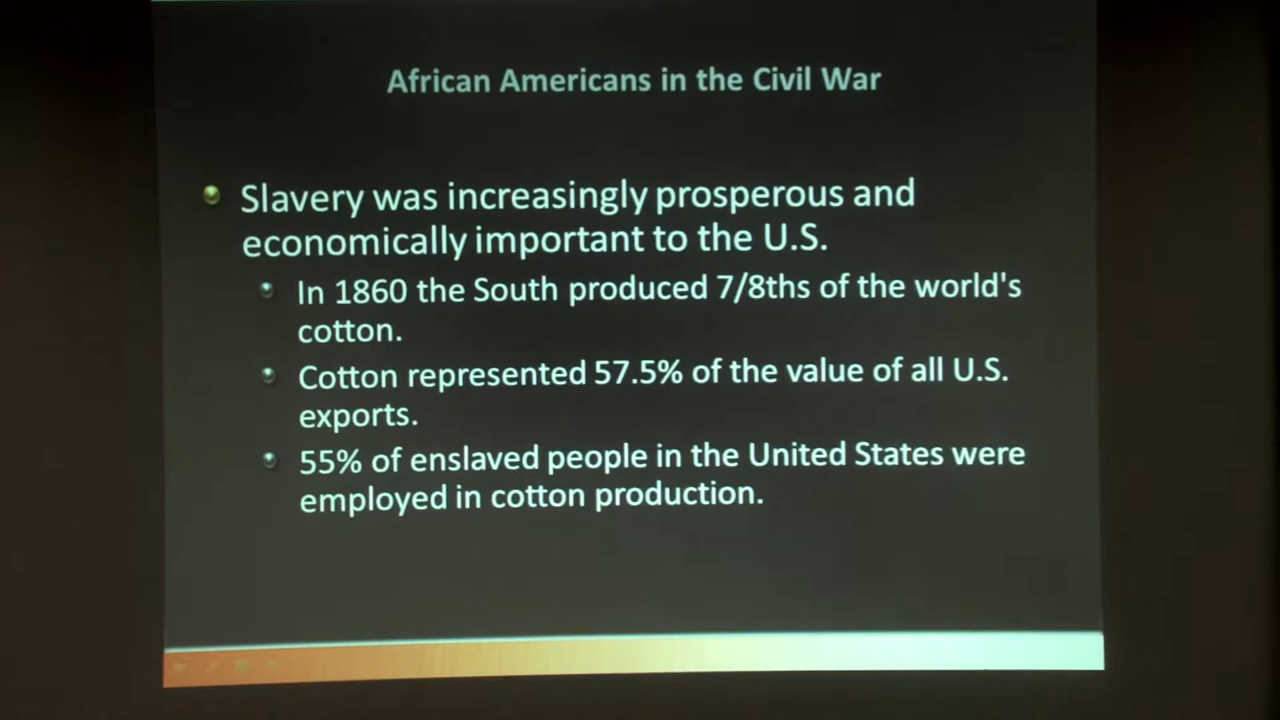 African Americans in the Civil War
Slavery was increasingly prosperous and
economically important to the U.S.
In 1860 the South produced 7/8ths of the world's
cotton.
Cotton represented 57.5% of the value of all U.S.
exports.
55% of enslaved people in the United States were
employed in cotton production.